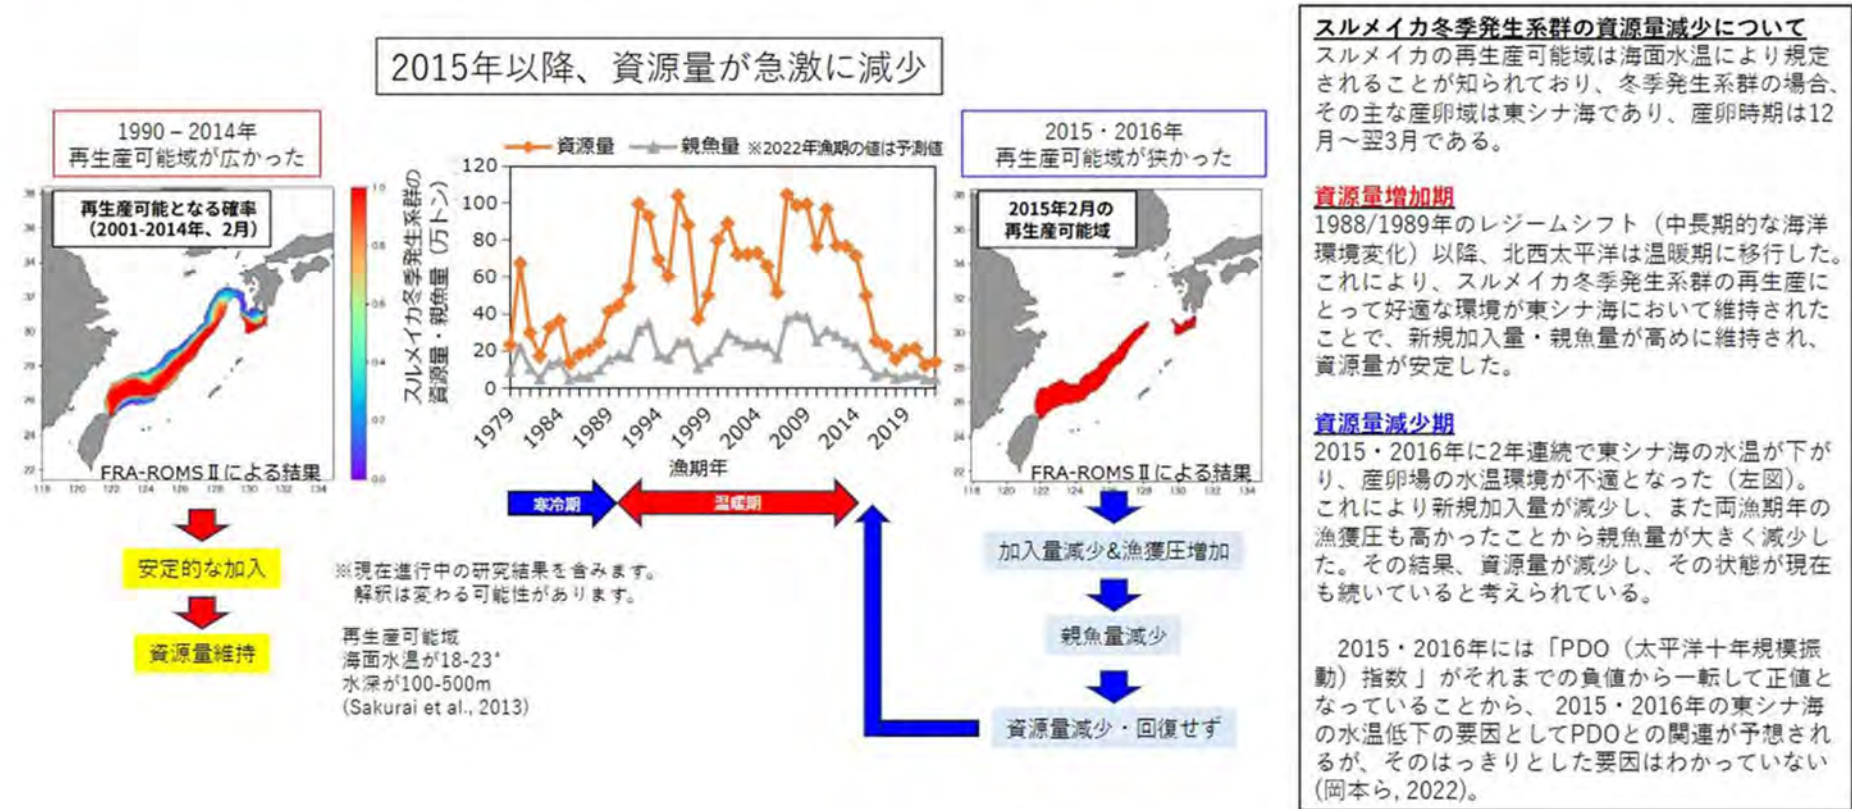 2015年以降、資源量が急激に減少
1990 – 2014年
再生産可能域が広かった
再生産可能となる確率
（2001-2014年、2月）
FRA-ROMSⅡによる結果
安定的な加入
資源量維持
資源量
親魚量
※2022年漁期の値は予測値
スルメイカ冬季発生系群の
資源量・親魚量（万トン）
120
100
80
60
40
20
0
1979
1984
1989
1994
1999
2004
2009
2014
2019
漁期年
寒冷期
温暖期
※現在進行中の研究結果を含みます。
解釈は変わる可能性があります。
再生産可能域
海面水温が18-23°
水深が100-500m
(Sakurai et al., 2013)
2015・2016年
再生産可能域が狭かった
2015年2月の
再生産可能域
FRA-ROMSⅡによる結果
加入量減少&漁獲圧増加
親魚量減少
資源量減少・回復せず
スルメイカ冬季発生系群の資源量減少について
スルメイカの再生産可能域は海面水温により規定
されることが知られており、冬季発生系群の場合、
その主な産卵域は東シナ海であり、産卵時期は12
月～翌3月である。
資源量増加期
1988/1989年のレジームシフト（中長期的な海洋
環境変化）以降、北西太平洋は温暖期に移行した。
これにより、スルメイカ冬季発生系群の再生産に
とって好適な環境が東シナ海において維持された
ことで、新規加入量・親魚量が高めに維持され、
資源量が安定した。
資源量減少期
2015・2016年に2年連続で東シナ海の水温が下が
り、産卵場の水温環境が不適となった（左図）。
これにより新規加入量が減少し、また両漁期年の
漁獲圧も高かったことから親魚量が大きく減少し
た。その結果、資源量が減少し、その状態が現在
も続いていると考えられている。
2015・2016年には「PDO（太平洋十年規模振
動）指数 」がそれまでの負値から一転して正値と
なっていることから、 2015・2016年の東シナ海
の水温低下の要因としてPDOとの関連が予想され
るが、そのはっきりとした要因はわかっていない
(岡本ら, 2022)。